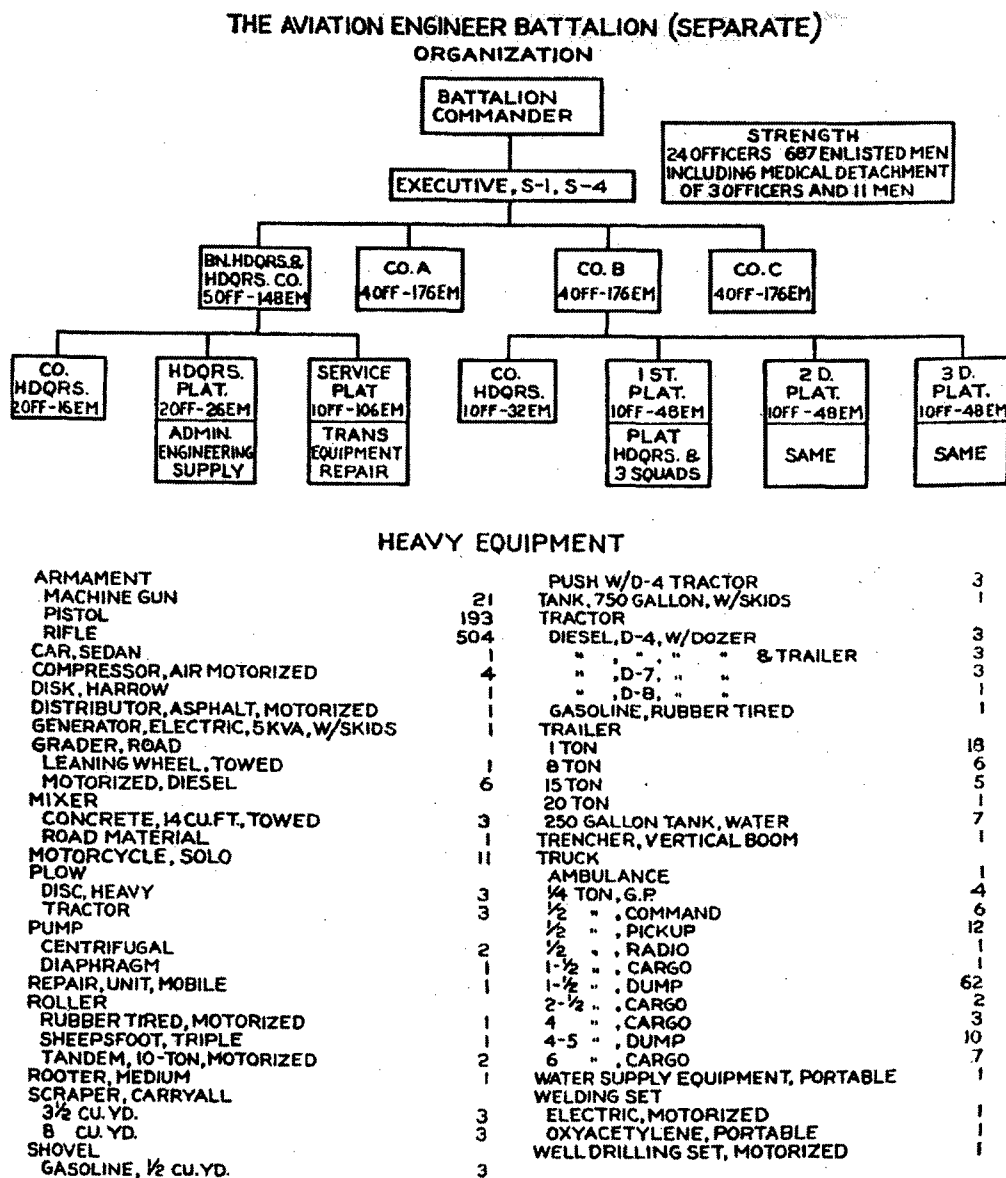 THE AVIATION ENGINEER BATTALION (SEPARATE)
ORGANIZATION
BATTALION
COMMANDER
STRENGTH
24 OFFICERS 687 ENLISTED MEN
INCLUDING MEDICAL DETACHMENT
OF 3 OFFICERS AND 11 MEN
EXECUTIVE, S-1, S-4
BN. HDQRS. &
HDQRS. CO.
5 OFF-148 EM
CO. A
4 OFF-176 EM
CO. B
4 OFF-176 EM
CO. C
4 OFF-176 EM
CO.
HDQRS.
2 OFF-16 EM
HDQRS.
PLAT.
2 OFF-26 EM
ADMIN.
ENGINEERING
SUPPLY
SERVICE
PLAT
1 OFF-106 EM
TRANS
EQUIPMENT
REPAIR
CO.
HDQRS.
1 OFF-32 EM
1 ST.
PLAT.
1 OFF-48 EM
PLAT
HDQRS. &
3 SQUADS
2 D.
PLAT.
1 OFF-48 EM
SAME
3 D.
PLAT.
1 OFF-48 EM
SAME
HEAVY EQUIPMENT
ARMAMENT
MACHINE GUN 21
PISTOL 193
RIFLE 504
CAR, SEDAN 1
COMPRESSOR, AIR MOTORIZED 4
DISK, HARROW 1
DISTRIBUTOR, ASPHALT, MOTORIZED 1
GENERATOR, ELECTRIC, 5 KVA, W/SKIDS 1
GRADER, ROAD
LEANING WHEEL, TOWED 1
MOTORIZED, DIESEL 6
MIXER
CONCRETE, 14 CU. FT., TOWED 3
ROAD MATERIAL 1
MOTORCYCLE, SOLO 11
PLOW
DISC, HEAVY 3
TRACTOR 3
PUMP
CENTRIFUGAL 2
DIAPHRAGM 1
REPAIR, UNIT, MOBILE 1
ROLLER
RUBBER TIRED, MOTORIZED 1
SHEEPSFOOT, TRIPLE 1
TANDEM, 10-TON, MOTORIZED 2
ROOTER, MEDIUM 1
SCRAPER, CARRYALL
3½ CU. YD. 3
8 CU. YD. 3
SHOVEL
GASOLINE, ½ CU. YD. 3
PUSH W/D-4 TRACTOR 3
TANK, 750 GALLON, W/SKIDS 1
TRACTOR
DIESEL, D-4, W/DOZER 3
" , " , " " & TRAILER 3
" , D-7, " " 3
" , D-8, " " 1
GASOLINE, RUBBER TIRED 1
TRAILER
1 TON 18
8 TON 6
15 TON 5
20 TON 1
250 GALLON TANK, WATER 7
TRENCHER, VERTICAL BOOM 1
TRUCK
AMBULANCE 1
¼ TON, G.P. 4
½ " , COMMAND 6
½ " , PICKUP 12
½ " , RADIO 1
1-½ " , CARGO 1
1-½ " , DUMP 62
2-½ " , CARGO 2
4 " , CARGO 3
4-5 " , DUMP 10
6 " , CARGO 7
WATER SUPPLY EQUIPMENT, PORTABLE 1
WELDING SET
ELECTRIC, MOTORIZED 1
OXYACETYLENE, PORTABLE 1
WELL DRILLING SET, MOTORIZED 1